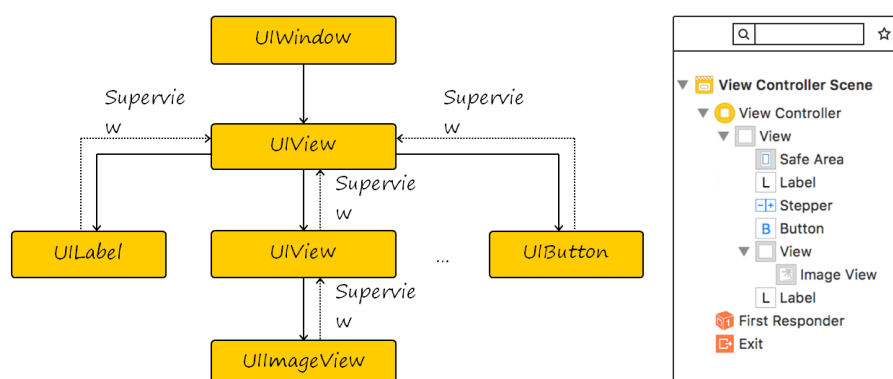 UIWindow
Supervie
w
Supervie
w
UIView
Supervie
w
UILabel
UIView
...
UIButton
Supervie
w
UIImageView
View Controller Scene
View Controller
View
Safe Area
L Label
Stepper
B Button
View
Image View
L Label
1 First Responder
Exit